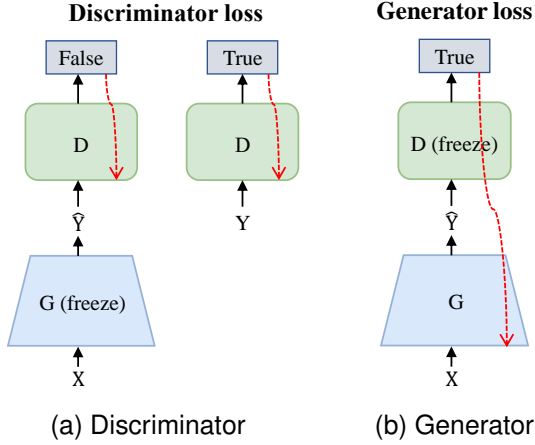 Discriminator loss
Generator loss
False
True
True
D
D
D (freeze)
Ŷ
Y
Ŷ
G (freeze)
G
X
X
(a) Discriminator
(b) Generator